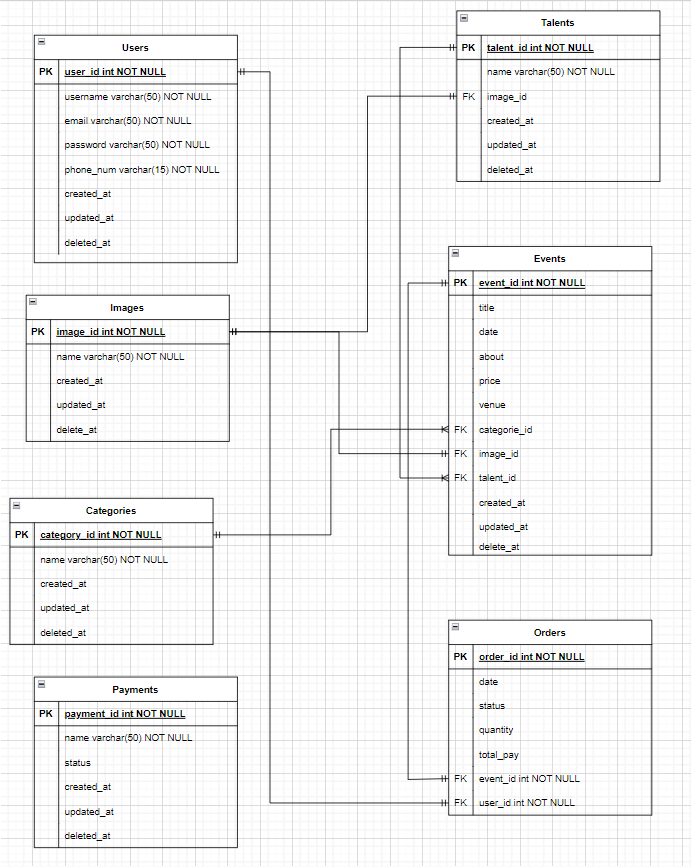 Users
PK user_id int NOT NULL
username varchar(50) NOT NULL
email varchar(50) NOT NULL
password varchar(50) NOT NULL
phone_num varchar(15) NOT NULL
created_at
updated_at
deleted_at
Images
PK image_id int NOT NULL
name varchar(50) NOT NULL
created_at
updated_at
delete_at
Categories
PK category_id int NOT NULL
name varchar(50) NOT NULL
created_at
updated_at
deleted_at
Payments
PK payment_id int NOT NULL
name varchar(50) NOT NULL
status
created_at
updated_at
deleted_at
Talents
PK talent_id int NOT NULL
name varchar(50) NOT NULL
FK image_id
created_at
updated_at
deleted_at
Events
PK event_id int NOT NULL
title
date
about
price
venue
FK categorie_id
FK image_id
FK talent_id
created_at
updated_at
delete_at
Orders
PK order_id int NOT NULL
date
status
quantity
total_pay
FK event_id int NOT NULL
FK user_id int NOT NULL